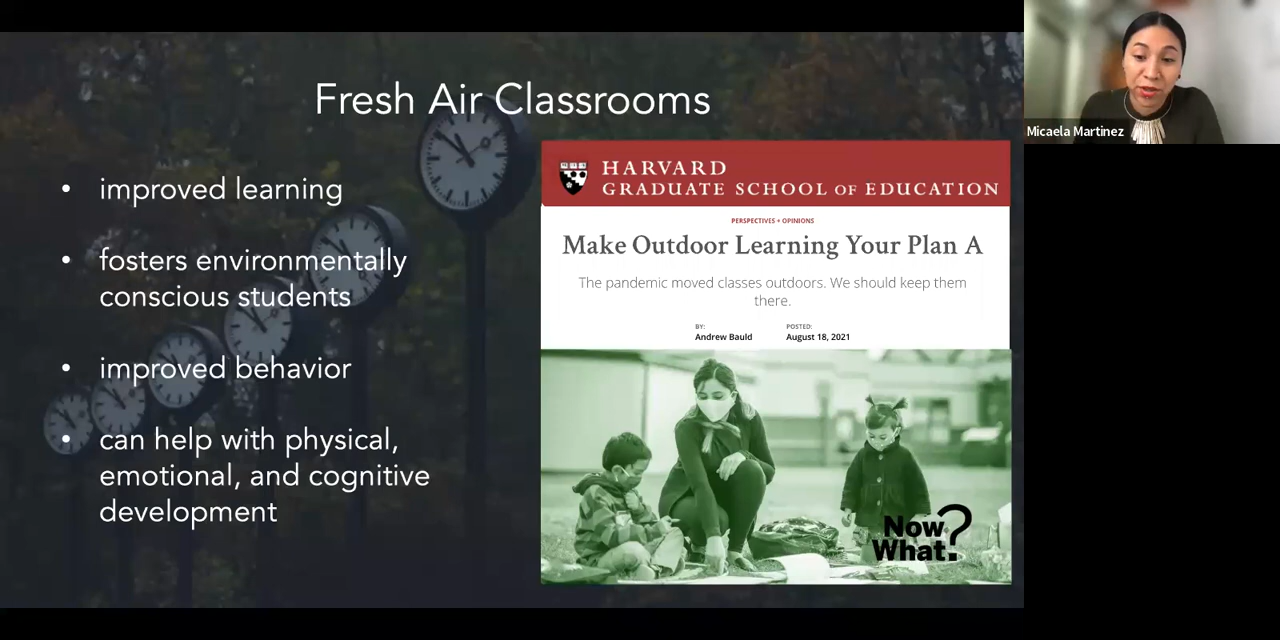 Fresh Air Classrooms
• improved learning
• fosters environmentally
conscious students
• improved behavior
• can help with physical,
emotional, and cognitive
development
HARVARD
GRADUATE SCHOOL OF EDUCATION
PERSPECTIVES + OPINIONS
Make Outdoor Learning Your Plan A
The pandemic moved classes outdoors. We should keep them
there.
BY:
Andrew Bauld
POSTED:
August 18, 2021
Now
What?
Micaela Martinez